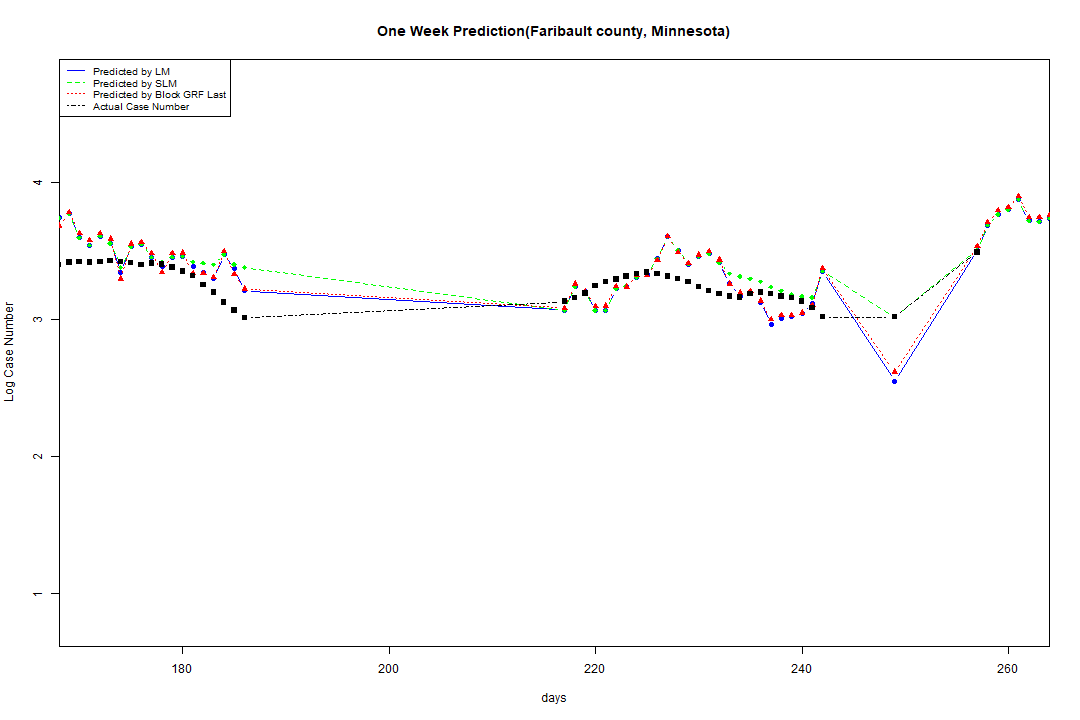 One Week Prediction(Faribault county, Minnesota)
Predicted by LM
Predicted by SLM
Predicted by Block GRF Last
Actual Case Number
4
3
2
1
Log Case Number
180 200 220 240 260
days